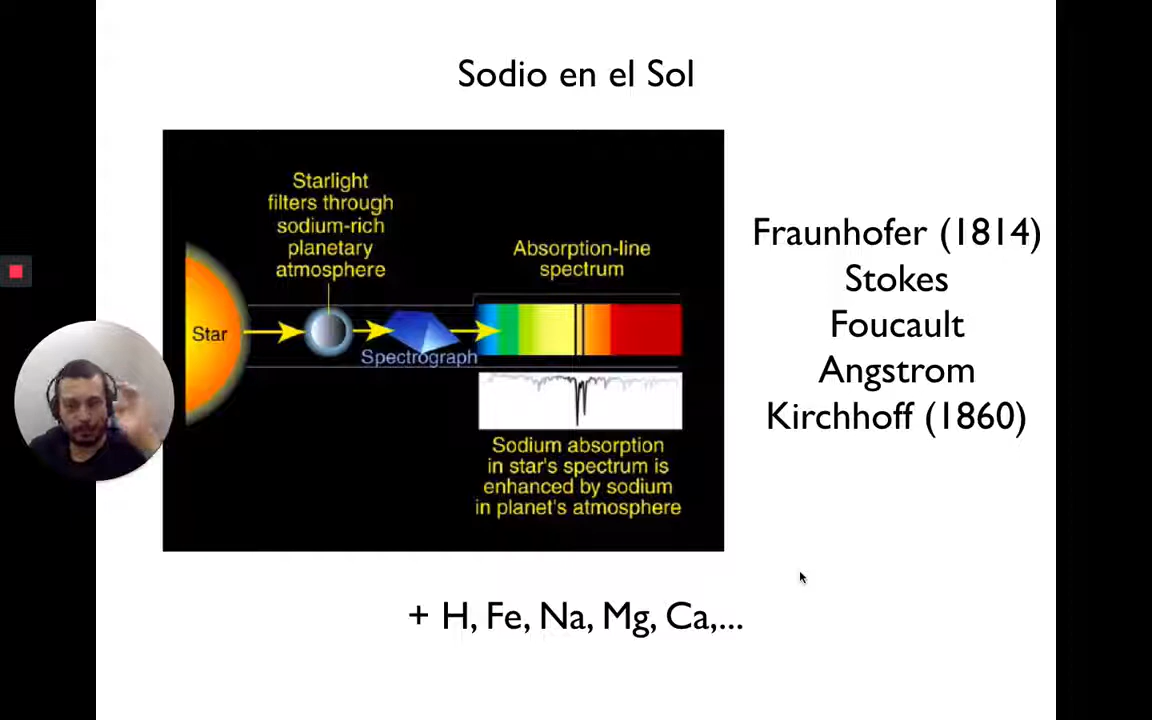 Sodio en el Sol
Starlight
filters through
sodium-rich
planetary
atmosphere
Absorption-line
spectrum
Star
Spectrograph
Sodium absorption
in star's spectrum is
enhanced by sodium
in planet's atmosphere
Fraunhofer (1814)
Stokes
Foucault
Angstrom
Kirchhoff (1860)
+ H, Fe, Na, Mg, Ca,...